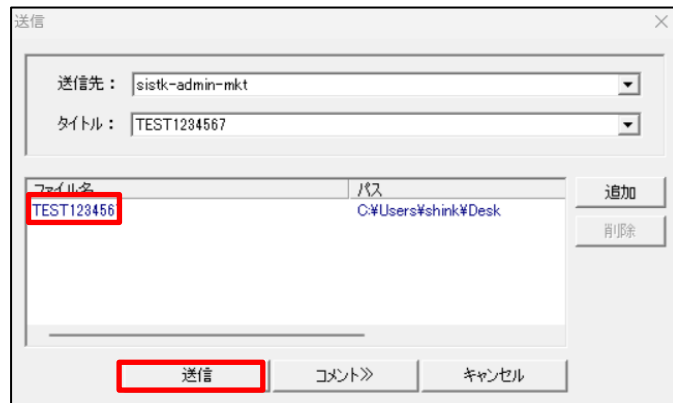 送信
送信先： sistk-admin-mkt
タイトル： TEST1234567
ファイル名 パス
TEST123456 C:¥Users¥shink¥Desk
追加
削除
送信 コメント≫ キャンセル